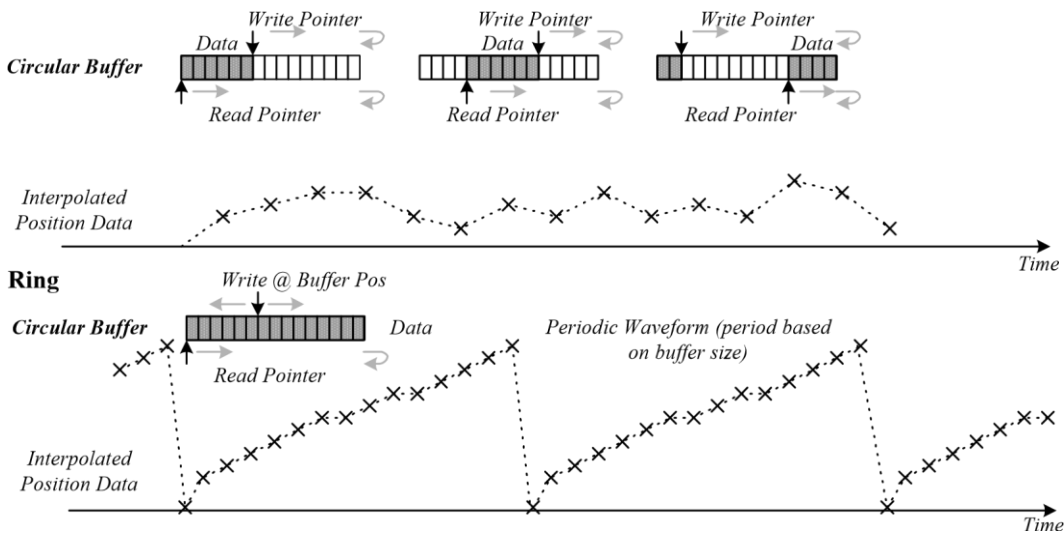 Write Pointer Write Pointer Write Pointer
Data Data Data
Circular Buffer
Read Pointer Read Pointer Read Pointer
Interpolated
Position Data
Time
Ring
Write @ Buffer Pos
Circular Buffer Data Periodic Waveform (period based
on buffer size)
Read Pointer
Interpolated
Position Data
Time